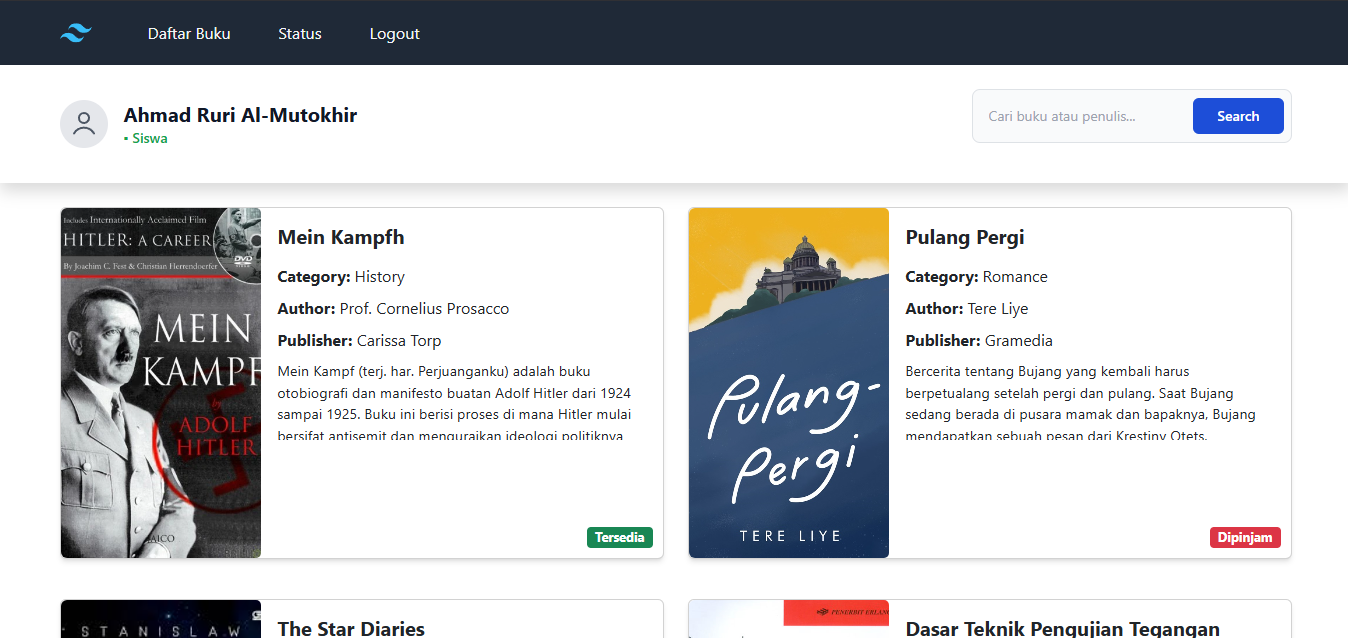 Daftar Buku
Status
Logout
Ahmad Ruri Al-Mutokhir
• Siswa
Cari buku atau penulis...
Search
Includes Internationally Acclaimed Film
HITLER: A CAREER
By Joachim C. Fest & Christian Herrendoerfer
DVD
MEIN
KAMPF
by
ADOLF
HITLER
JAICO
Mein Kampfh
Category: History
Author: Prof. Cornelius Prosacco
Publisher: Carissa Torp
Mein Kampf (terj. har. Perjuanganku) adalah buku
otobiografi dan manifesto buatan Adolf Hitler dari 1924
sampai 1925. Buku ini berisi proses di mana Hitler mulai
bersifat antisemit dan menguraikan ideologi politiknya
Tersedia
Pulang-
Pergi
TERE LIYE
Pulang Pergi
Category: Romance
Author: Tere Liye
Publisher: Gramedia
Bercerita tentang Bujang yang kembali harus
berpetualang setelah pergi dan pulang. Saat Bujang
sedang berada di pusara mamak dan bapaknya, Bujang
mendapatkan sebuah pesan dari Krestiny Otets.
Dipinjam
STANISLAW
The Star Diaries
PENERBIT ERLANG
Dasar Teknik Pengujian Tegangan